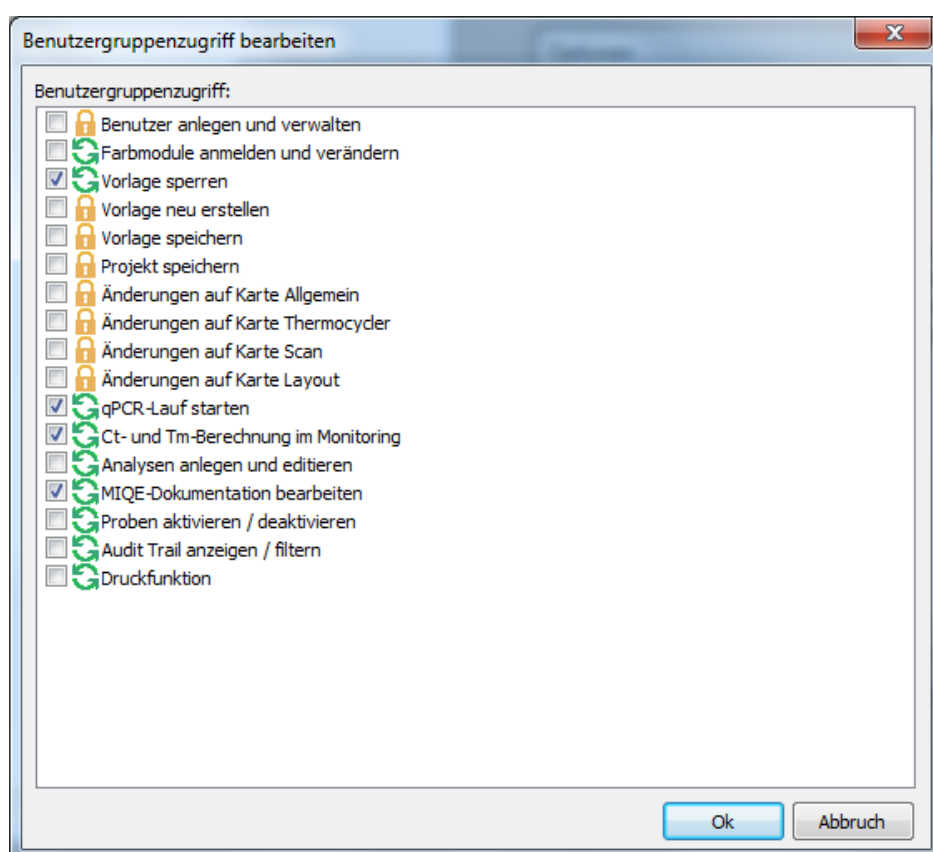 Benutzergruppenzugriff bearbeiten
Benutzergruppenzugriff:
Benutzer anlegen und verwalten
Farbmodule anmelden und verändern
Vorlage sperren
Vorlage neu erstellen
Vorlage speichern
Projekt speichern
Änderungen auf Karte Allgemein
Änderungen auf Karte Thermocycler
Änderungen auf Karte Scan
Änderungen auf Karte Layout
qPCR-Lauf starten
Ct- und Tm-Berechnung im Monitoring
Analysen anlegen und editieren
MIQE-Dokumentation bearbeiten
Proben aktivieren / deaktivieren
Audit Trail anzeigen / filtern
Druckfunktion
Ok Abbruch